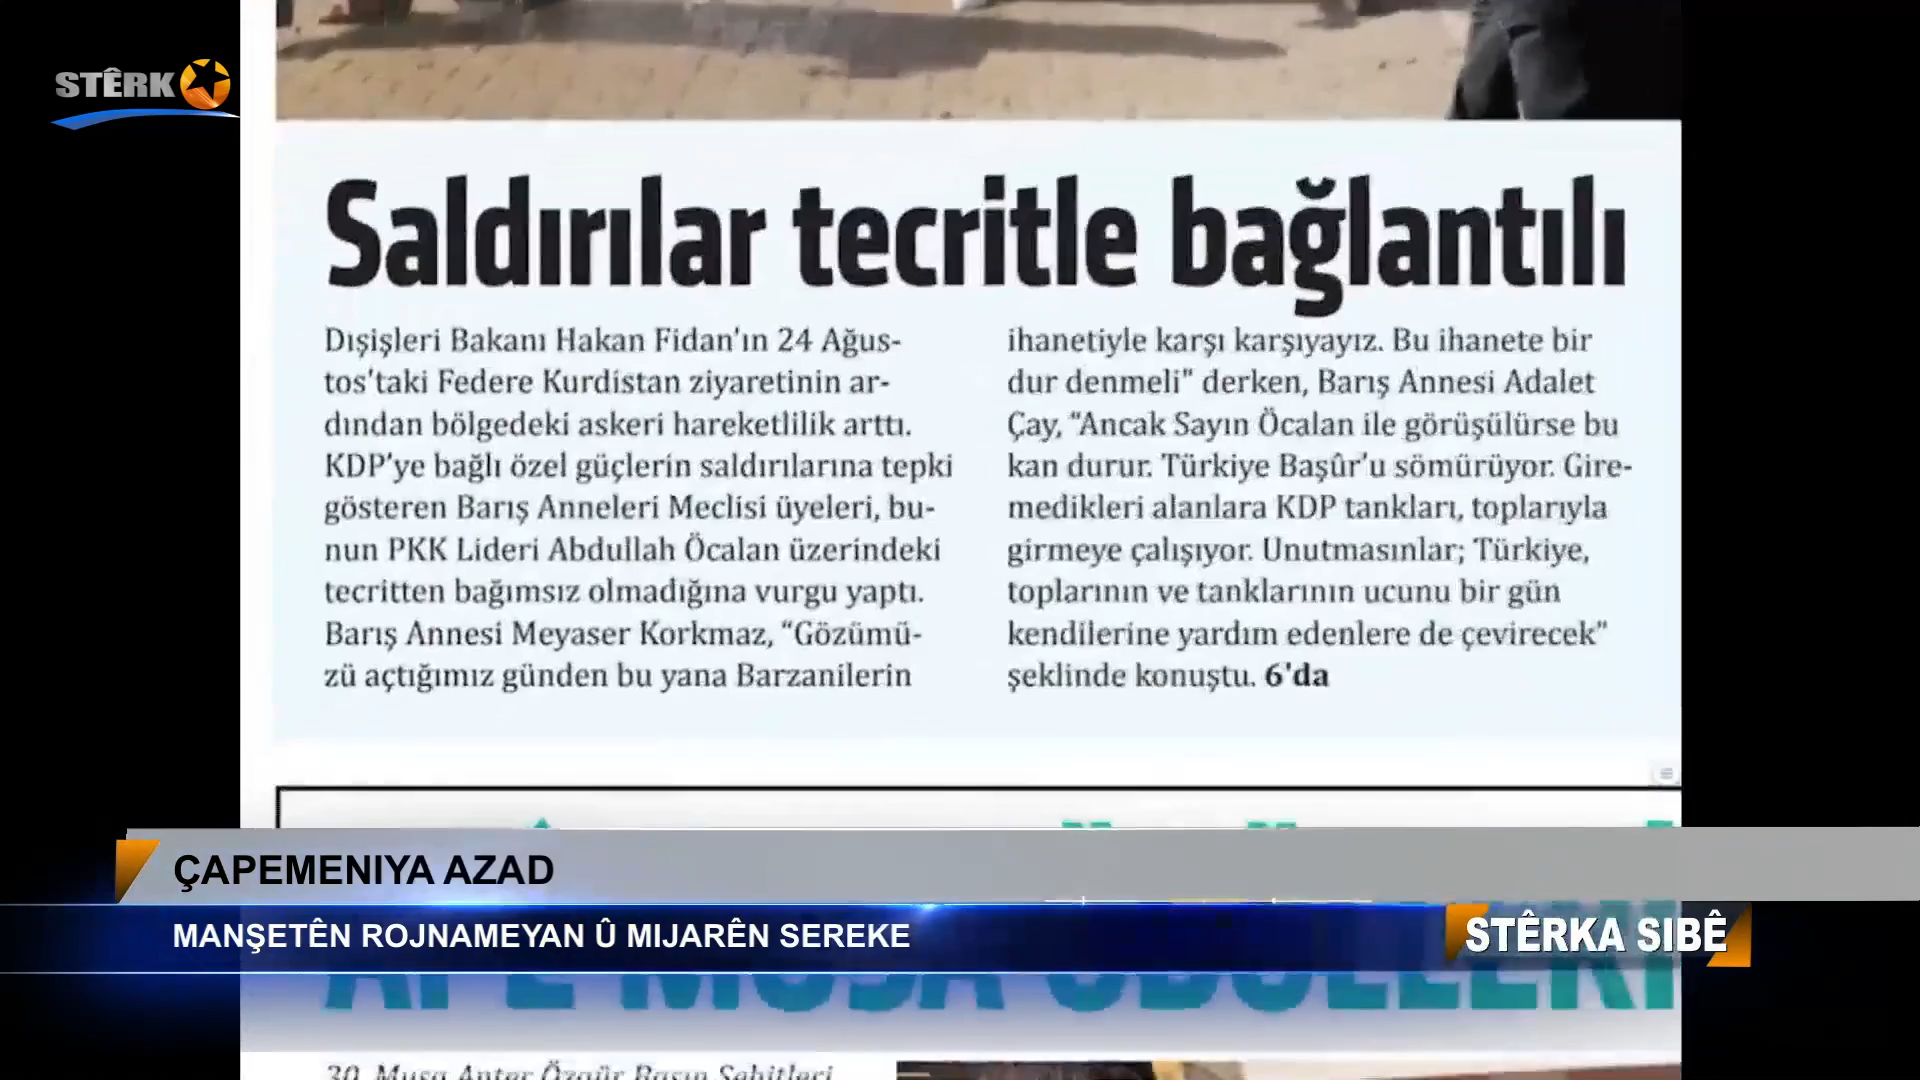 STÊRK
Saldırılar tecritle bağlantılı
Dışişleri Bakanı Hakan Fidan'ın 24 Ağus-
tos'taki Federe Kurdistan ziyaretinin ar-
dından bölgedeki askeri hareketlilik arttı.
KDP'ye bağlı özel güçlerin saldırılarına tepki
gösteren Barış Anneleri Meclisi üyeleri, bu-
nun PKK Lideri Abdullah Öcalan üzerindeki
tecritten bağımsız olmadığına vurgu yaptı.
Barış Annesi Meyaser Korkmaz, “Gözümü-
zü açtığımız günden bu yana Barzanilerin
ihanetiyle karşı karşıyayız. Bu ihanete bir
dur denmeli" derken, Barış Annesi Adalet
Çay, “Ancak Sayın Öcalan ile görüşülürse bu
kan durur. Türkiye Başûr’u sömürüyor. Gire-
medikleri alanlara KDP tankları, toplarıyla
girmeye çalışıyor. Unutmasınlar; Türkiye,
toplarının ve tanklarının ucunu bir gün
kendilerine yardım edenlere de çevirecek"
şeklinde konuştu. 6'da
ÇAPEMENIYA AZAD
MANŞETÊN ROJNAMEYAN Û MIJARÊN SEREKE
STÊRKA SIBÊ
30. Musa Anter Özgür Basın Şehitleri